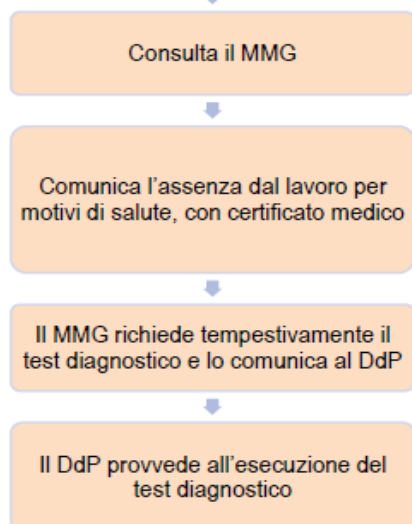 Consulta il MMG
Comunica l'assenza dal lavoro per
motivi di salute, con certificato medico
Il MMG richiede tempestivamente il
test diagnostico e lo comunica al DdP
Il DdP provvede all'esecuzione del
test diagnostico